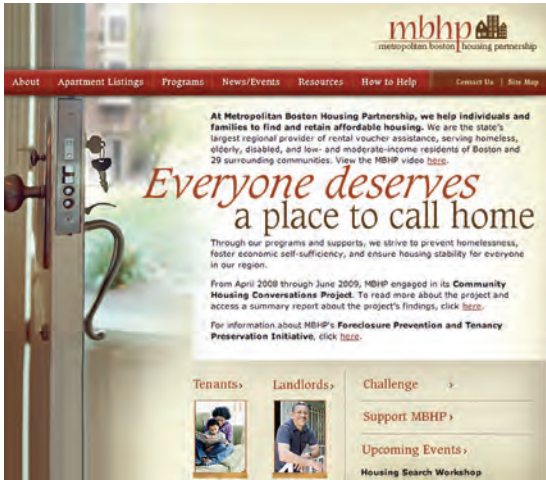 mbhp
metropolitan boston housing partnership
About Apartment Listings Programs News/Events Resources How to Help Contact Us | Site Map
At Metropolitan Boston Housing Partnership, we help individuals and
families to find and retain affordable housing. We are the state's
largest regional provider of rental voucher assistance, serving homeless,
elderly, disabled, and low- and moderate-income residents of Boston and
29 surrounding communities. View the MBHP video here.
Everyone deserves
a place to call home
Through our programs and supports, we strive to prevent homelessness,
foster economic self-sufficiency, and ensure housing stability for everyone
in our region.
From April 2008 through June 2009, MBHP engaged in its Community
Housing Conversations Project. To read more about the project and
access a summary report about the project's findings, click here.
For information about MBHP's Foreclosure Prevention and Tenancy
Preservation Initiative, click here.
Tenants›
Landlords›
Challenge ›
Support MBHP ›
Upcoming Events›
Housing Search Workshop